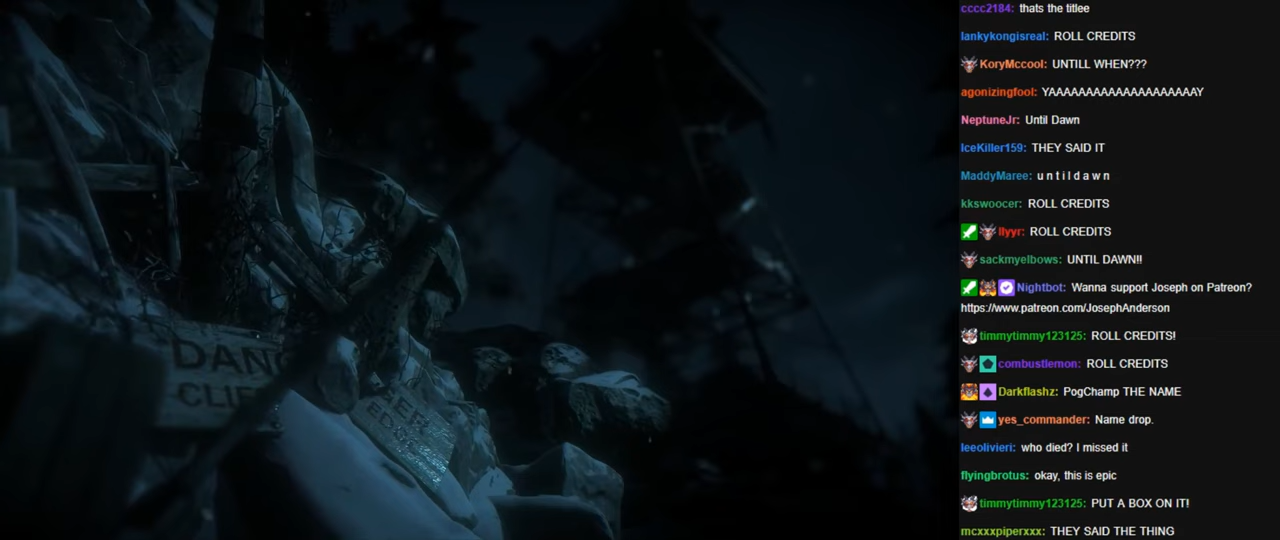 DANG
CLIF
KEEP
cccc2184: thats the titlee
lankykongisreal: ROLL CREDITS
KoryMccool: UNTILL WHEN???
agonizingfool: YAAAAAAAAAAAAAAAAAAAAY
NeptuneJr: Until Dawn
IceKiller159: THEY SAID IT
MaddyMaree: u n t i l d a w n
kkswoocer: ROLL CREDITS
llyyr: ROLL CREDITS
sackmyelbows: UNTIL DAWN!!
Nightbot: Wanna support Joseph on Patreon?
https://www.patreon.com/JosephAnderson
timmytimmy123125: ROLL CREDITS!
combustlemon: ROLL CREDITS
Darkflashz: PogChamp THE NAME
yes_commander: Name drop.
leeolivieri: who died? I missed it
flyingbrotus: okay, this is epic
timmytimmy123125: PUT A BOX ON IT!
mcxxxpiperxxx: THEY SAID THE THING